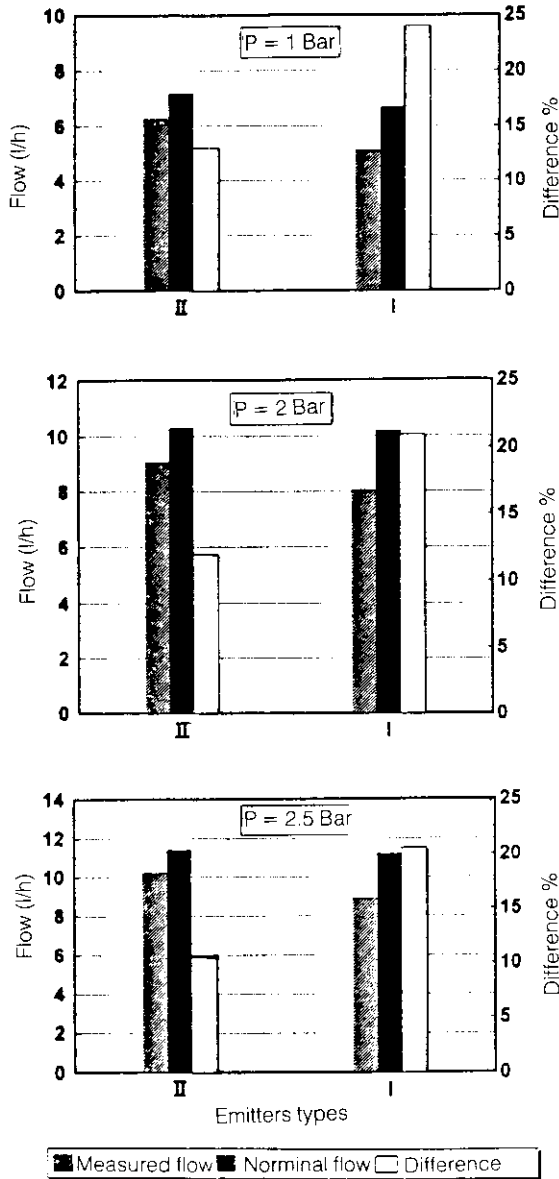 P = 1 Bar
Flow (l/h)
10
8
6
4
2
0
25
20
15
10
5
0
Difference %
II
I
P = 2 Bar
Flow (l/h)
12
10
8
6
4
2
0
25
20
15
10
5
0
Difference %
II
I
P = 2.5 Bar
Flow (l/h)
14
12
10
8
6
4
2
0
25
20
15
10
5
0
Difference %
II
I
Emitters types
Measured flow Norminal flow Difference